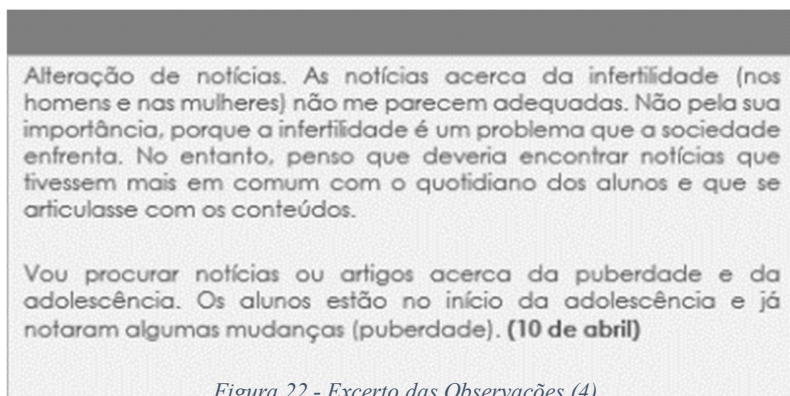 Alteração de notícias. As notícias acerca da infertilidade (nos
homens e nas mulheres) não me parecem adequadas. Não pela sua
importância, porque a infertilidade é um problema que a sociedade
enfrenta. No entanto, penso que deveria encontrar notícias que
tivessem mais em comum com o quotidiano dos alunos e que se
articulasse com os conteúdos.
Vou procurar notícias ou artigos acerca da puberdade e da
adolescência. Os alunos estão no início da adolescência e já
notaram algumas mudanças (puberdade). (10 de abril)
Figura 22 - Excerto das Observações (4)